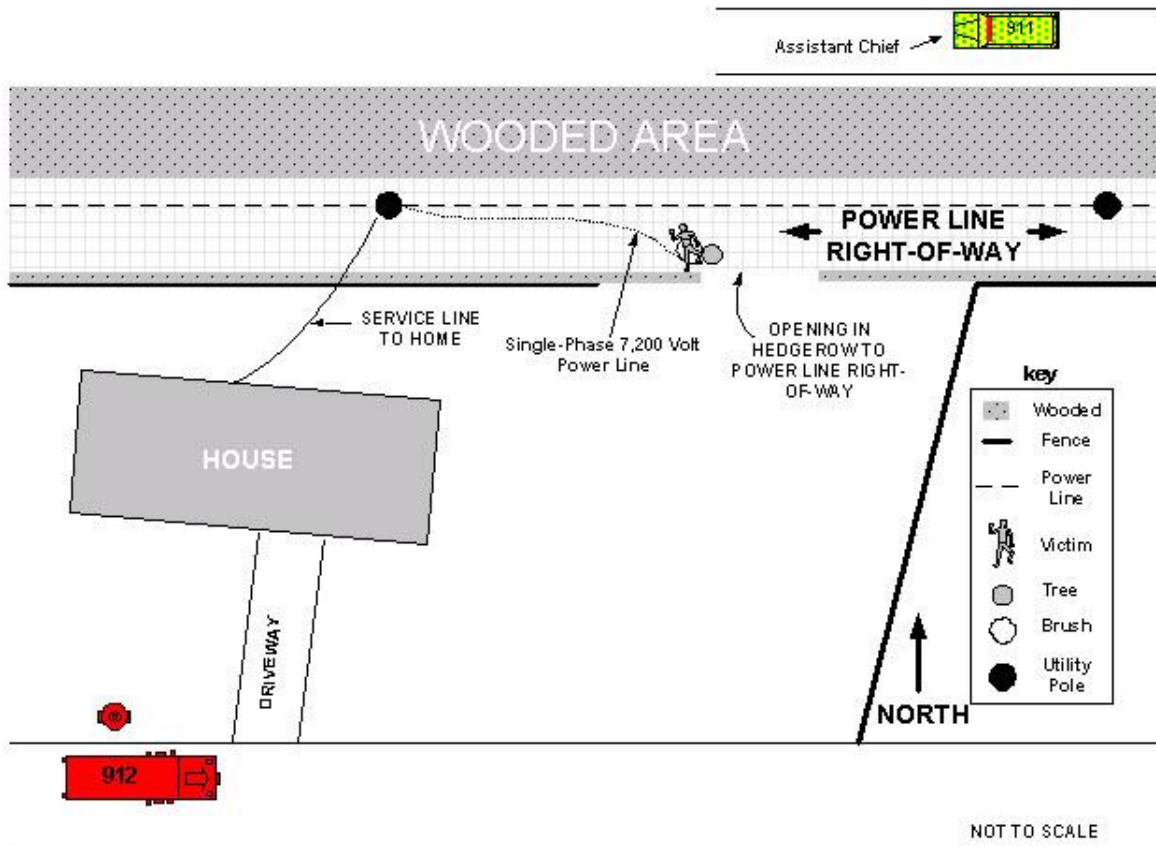 911
Assistant Chief
WOODED AREA
POWER LINE
RIGHT-OF-WAY
SERVICE LINE
TO HOME
Single-Phase 7,200 Volt
Power Line
OPENING IN
HEDGEROW TO
POWER LINE RIGHT-
OF-WAY
HOUSE
key
Wooded
Fence
Power
Line
Victim
Tree
Brush
Utility
Pole
DRIVEWAY
NORTH
912
NOT TO SCALE